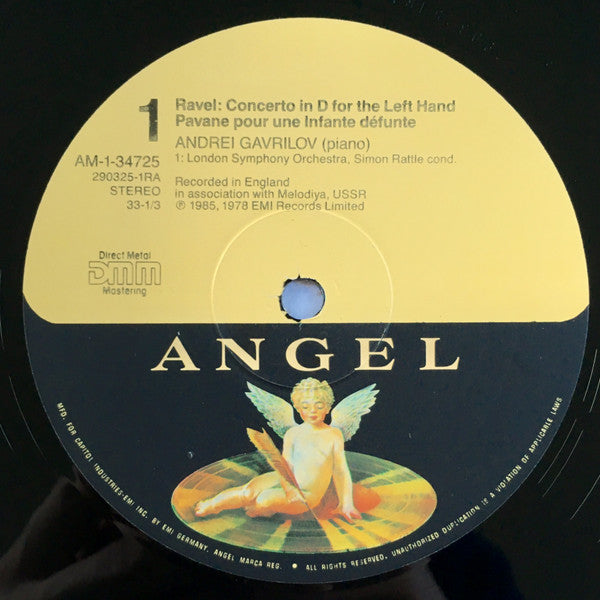 1
Ravel: Concerto in D for the Left Hand
Pavane pour une Infante défunte
ANDREI GAVRILOV (piano)
1: London Symphony Orchestra, Simon Rattle cond.
AM-1-34725
290325-1RA
STEREO
33-1/3
Recorded in England
in association with Melodiya, USSR
℗ 1985, 1978 EMI Records Limited
Direct Metal
DMM
Mastering
ANGEL
MFD. FOR CAPITOL INDUSTRIES-EMI INC. BY EMI GERMANY, ANGEL MARCA REG. • ALL RIGHTS RESERVED, UNAUTHORIZED DUPLICATION IS A VIOLATION OF APPLICABLE LAWS